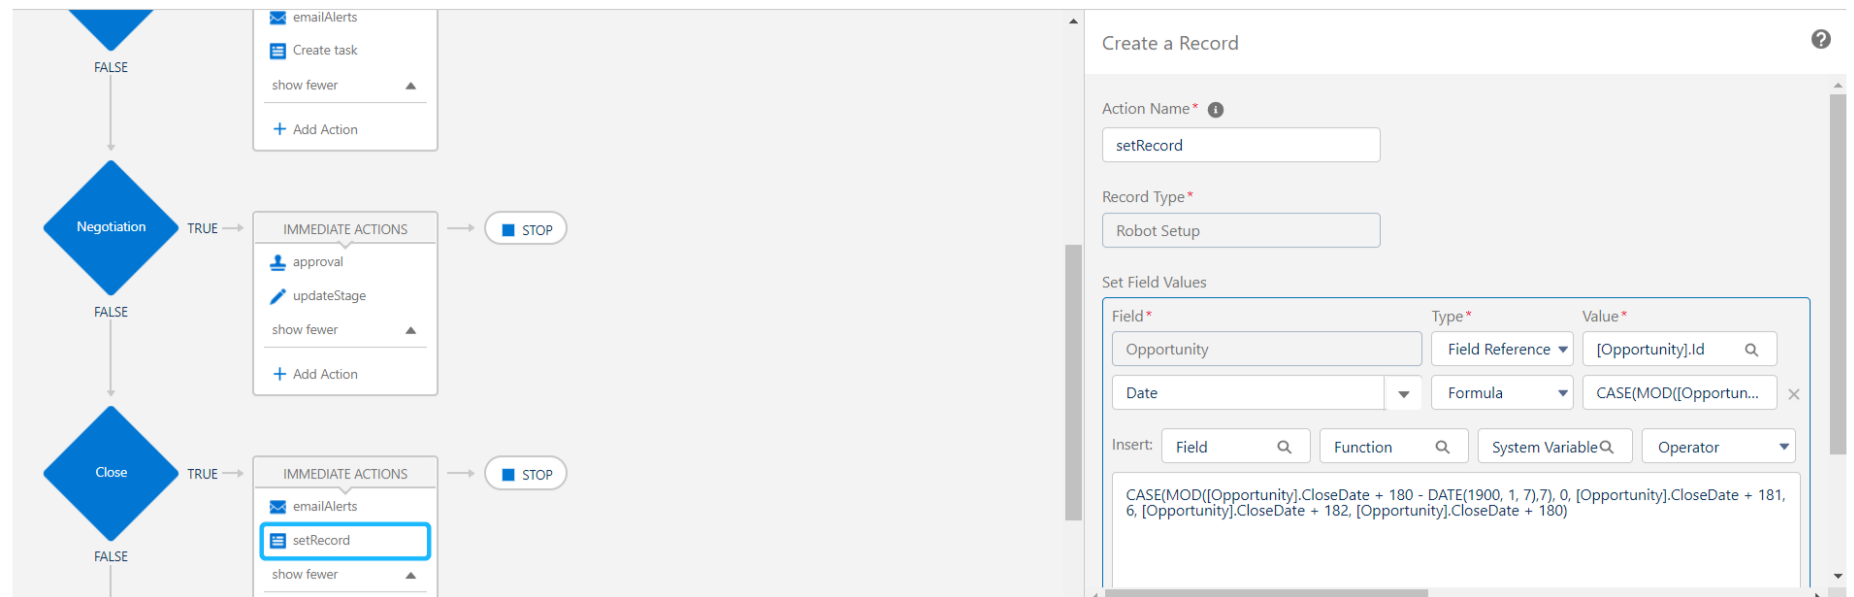 emailAlerts
Create task
FALSE
show fewer
+ Add Action
Negotiation
TRUE
IMMEDIATE ACTIONS
STOP
approval
updateStage
FALSE
show fewer
+ Add Action
Close
TRUE
IMMEDIATE ACTIONS
STOP
emailAlerts
setRecord
FALSE
show fewer
Create a Record
?
Action Name* i
setRecord
Record Type*
Robot Setup
Set Field Values
Field* Type* Value*
Opportunity Field Reference [Opportunity].Id
Date Formula CASE(MOD([Opportun...
Insert: Field Function System Variable Operator
CASE(MOD([Opportunity].CloseDate + 180 - DATE(1900, 1, 7),7), 0, [Opportunity].CloseDate + 181,
6, [Opportunity].CloseDate + 182, [Opportunity].CloseDate + 180)